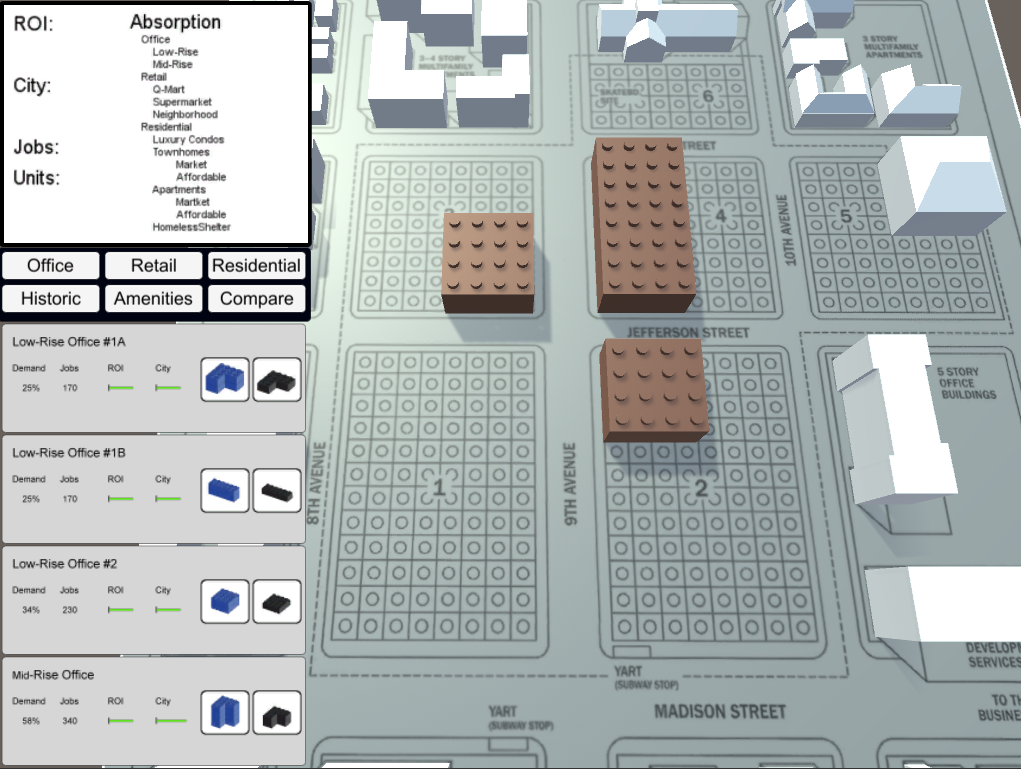 ROI:
Absorption
Office
Low-Rise
Mid-Rise
City:
Retail
Q-Mart
Supermarket
Neighborhood
Residential
Jobs:
Luxury Condos
Townhomes
Market
Units:
Affordable
Apartments
Martket
Affordable
HomelessShelter
Office
Retail
Residential
Historic
Amenities
Compare
Low-Rise Office #1A
Demand Jobs ROI City
25% 170
Low-Rise Office #1B
Demand Jobs ROI City
25% 170
Low-Rise Office #2
Demand Jobs ROI City
34% 230
Mid-Rise Office
Demand Jobs ROI City
58% 340
3-4 STORY
MULTIFAMILY
3 STORY
MULTIFAMILY
APARTMENTS
6
STREET
4
5
10TH AVENUE
JEFFERSON STREET
5 STORY
OFFICE
BUILDINGS
8TH AVENUE
1
9TH AVENUE
2
YART
(SUBWAY STOP)
YART
(SUBWAY STOP)
MADISON STREET
SERVICES
TO TH